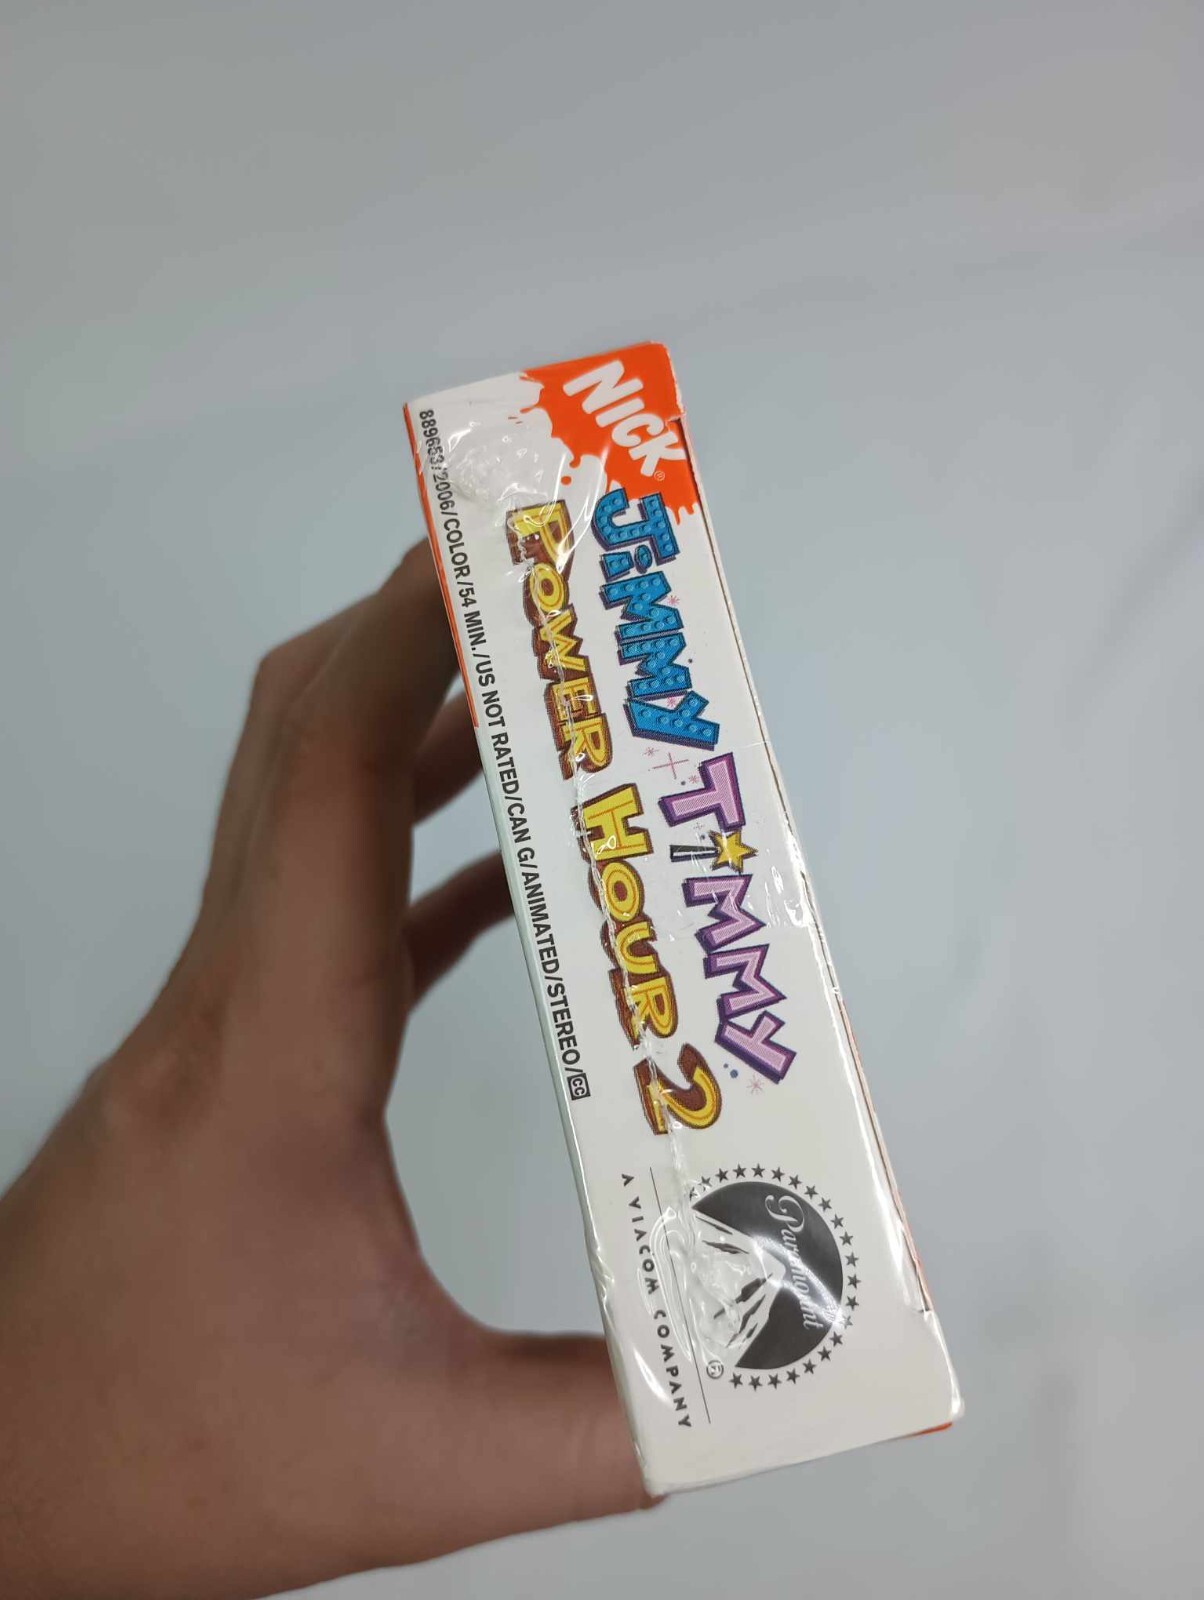 NICK®
JiMMY TiMMY
POWER HOUR 2
889653/2006/COLOR/54 MIN./US NOT RATED/CAN G/ANIMATED/STEREO/CC
Paramount
®
A VIACOM COMPANY